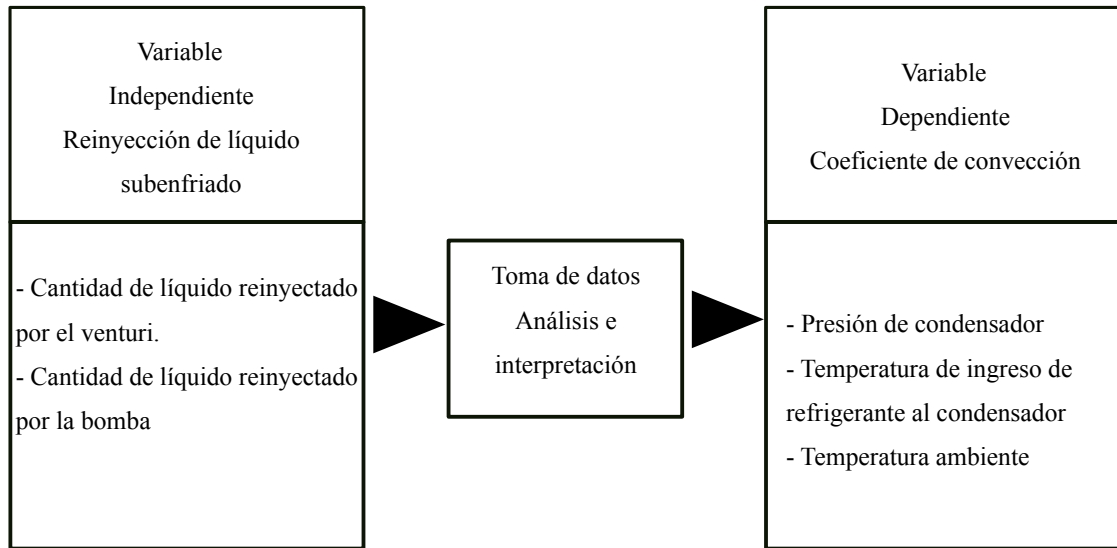 Variable
Independiente
Reinyección de líquido
subenfriado
- Cantidad de líquido reinyectado
por el venturi.
- Cantidad de líquido reinyectado
por la bomba
Toma de datos
Análisis e
interpretación
Variable
Dependiente
Coeficiente de convección
- Presión de condensador
- Temperatura de ingreso de
refrigerante al condensador
- Temperatura ambiente